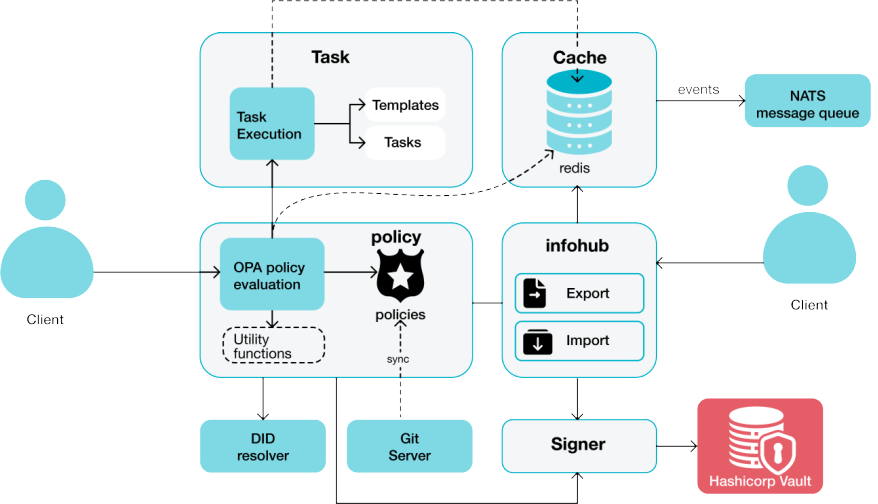 Task
Task
Execution
Templates
Tasks
Cache
redis
events
NATS
message queue
Client
policy
OPA policy
evaluation
policies
Utility
functions
sync
infohub
Export
Import
Client
DID
resolver
Git
Server
Signer
Hashicorp Vault